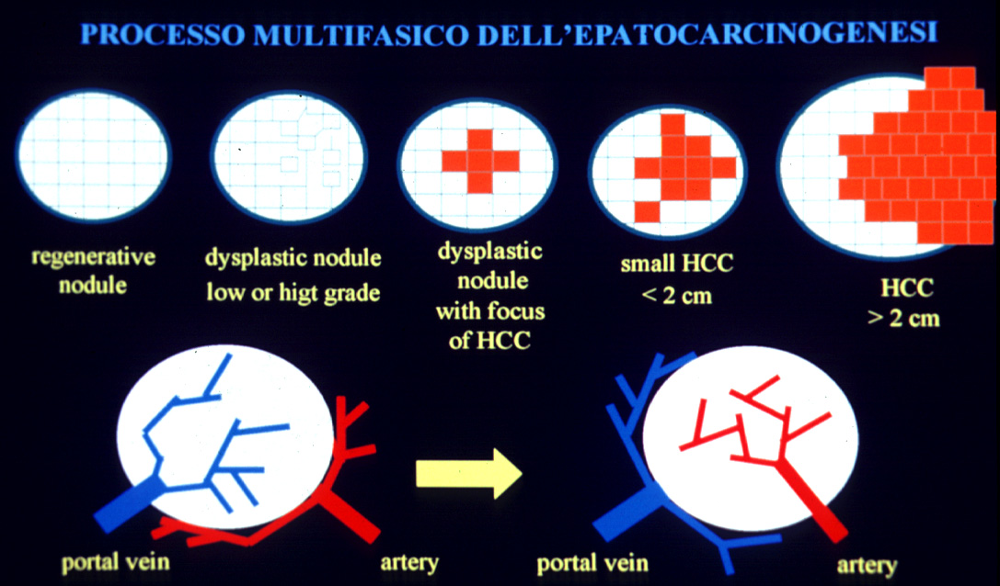 PROCESSO MULTIFASICO DELL'EPATOCARCINOGENESI
regenerative
nodule
dysplastic nodule
low or higt grade
dysplastic
nodule
with focus
of HCC
small HCC
< 2 cm
HCC
> 2 cm
portal vein
artery
portal vein
artery